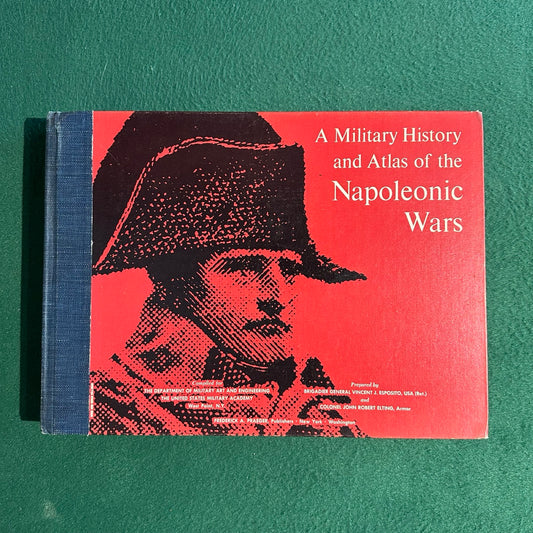 A Military History
and Atlas of the
Napoleonic
Wars
Compiled for
THE DEPARTMENT OF MILITARY ART AND ENGINEERING
THE UNITED STATES MILITARY ACADEMY
West Point, N.Y.
Prepared by
BRIGADIER GENERAL VINCENT J. ESPOSITO, USA (Ret.)
and
COLONEL JOHN ROBERT ELTING, Armor
FREDERICK A. PRAEGER, Publishers · New York · Washington